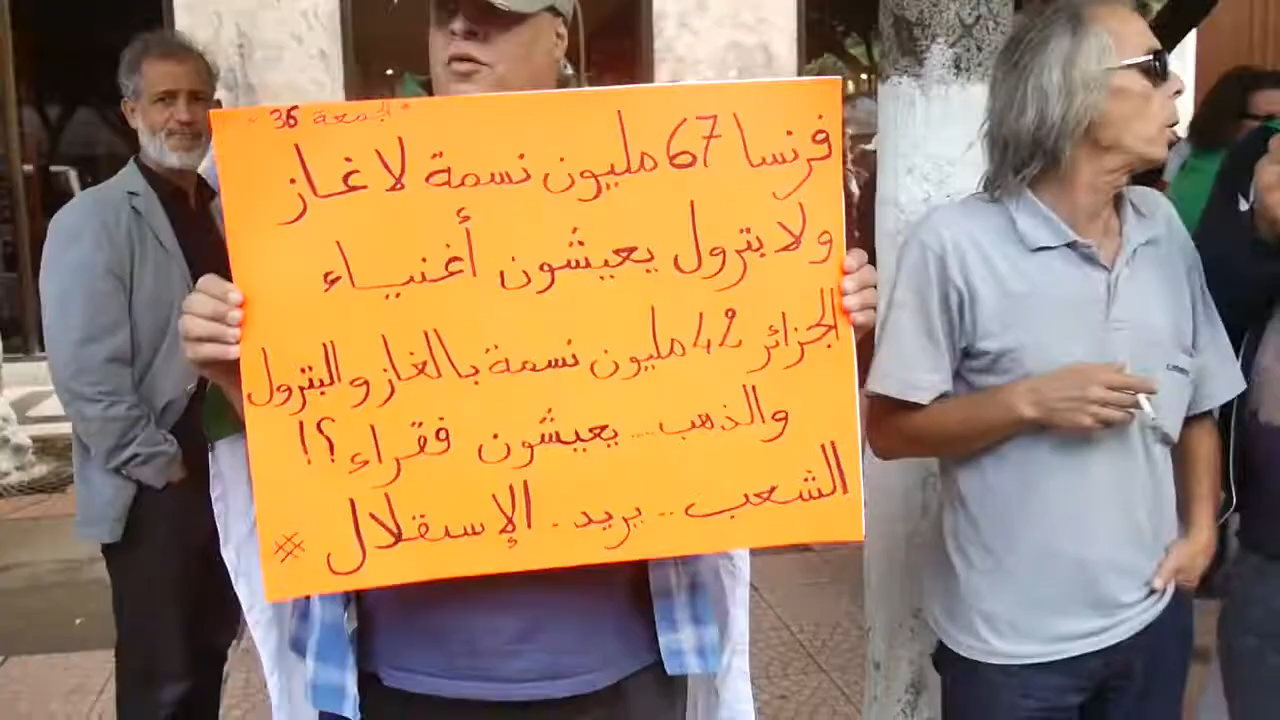 * الجمعة 36 *
فرنسا 67 مليون نسمة لا غاز
ولا بترول يعيشون أغنياء
الجزائر 42 مليون نسمة بالغاز والبترول
والذهب... يعيشون فقراء؟!
الشعب.. يريد.. الإستقلال #